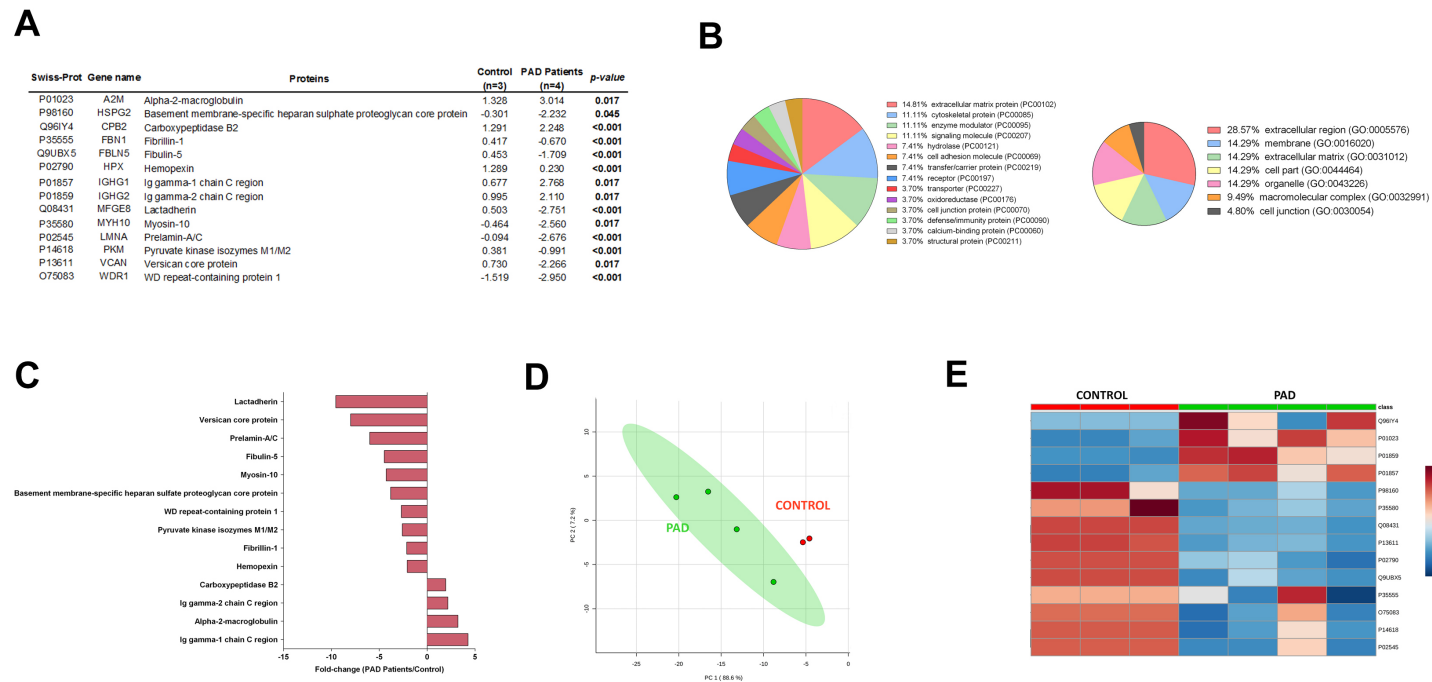 A
Swiss-Prot Gene name Proteins Control (n=3) PAD Patients (n=4) p-value
P01023 A2M Alpha-2-macroglobulin 1.328 3.014 0.017
P98160 HSPG2 Basement membrane-specific heparan sulphate proteoglycan core protein -0.301 -2.232 0.045
Q96IY4 CPB2 Carboxypeptidase B2 1.291 2.248 <0.001
P35555 FBN1 Fibrillin-1 0.417 -0.670 <0.001
Q9UBX5 FBLN5 Fibulin-5 0.453 -1.709 <0.001
P02790 HPX Hemopexin 1.289 0.230 <0.001
P01857 IGHG1 Ig gamma-1 chain C region 0.677 2.768 0.017
P01859 IGHG2 Ig gamma-2 chain C region 0.995 2.110 0.017
Q08431 MFGE8 Lactadherin 0.503 -2.751 <0.001
P35580 MYH10 Myosin-10 -0.464 -2.560 0.017
P02545 LMNA Prelamin-A/C -0.094 -2.676 <0.001
P14618 PKM Pyruvate kinase isozymes M1/M2 0.381 -0.991 <0.001
P13611 VCAN Versican core protein 0.730 -2.266 0.017
O75083 WDR1 WD repeat-containing protein 1 -1.519 -2.950 <0.001
B
14.81% extracellular matrix protein (PC00102)
11.11% cytoskeletal protein (PC00085)
11.11% enzyme modulator (PC00095)
11.11% signaling molecule (PC00207)
7.41% hydrolase (PC00121)
7.41% cell adhesion molecule (PC00069)
7.41% transfer/carrier protein (PC00219)
7.41% receptor (PC00197)
3.70% transporter (PC00227)
3.70% oxidoreductase (PC00176)
3.70% cell junction protein (PC00070)
3.70% defense/immunity protein (PC00090)
3.70% calcium-binding protein (PC00060)
3.70% structural protein (PC00211)
28.57% extracellular region (GO:0005576)
14.29% membrane (GO:0016020)
14.29% extracellular matrix (GO:0031012)
14.29% cell part (GO:0044464)
14.29% organelle (GO:0043226)
9.49% macromolecular complex (GO:0032991)
4.80% cell junction (GO:0030054)
C
Lactadherin
Versican core protein
Prelamin-A/C
Fibulin-5
Myosin-10
Basement membrane-specific heparan sulfate proteoglycan core protein
WD repeat-containing protein 1
Pyruvate kinase isozymes M1/M2
Fibrillin-1
Hemopexin
Carboxypeptidase B2
Ig gamma-2 chain C region
Alpha-2-macroglobulin
Ig gamma-1 chain C region
-15 -10 -5 0 5
Fold-change (PAD Patients/Control)
D
PC 2 ( 7.2 %)
10
5
0
-5
-10
PAD
CONTROL
-25 -20 -15 -10 -5 0
PC 1 ( 88.6 %)
E
CONTROL PAD
class
Q96IY4
P01023
P01859
P01857
P98160
P35580
Q08431
P13611
P02790
Q9UBX5
P35555
O75083
P14618
P02545